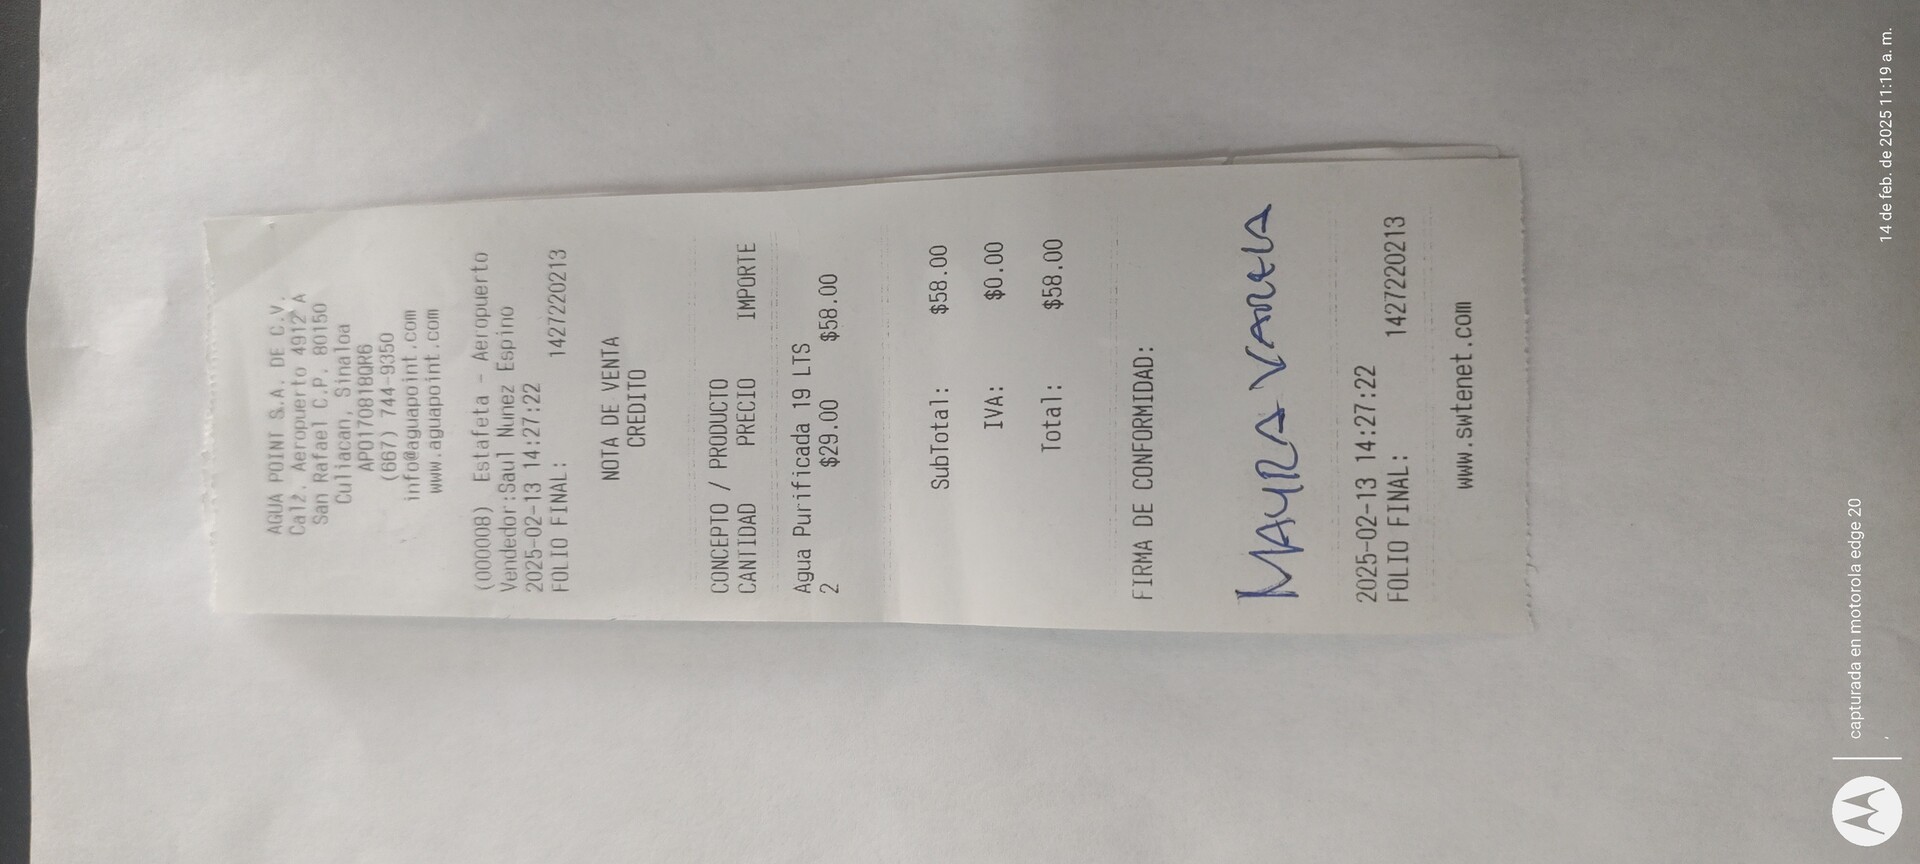 AGUA POINT S.A. DE C.V.
Calz. Aeropuerto 4912 A
San Rafael C.P. 80150
Culiacan, Sinaloa
APO170818QR6
(667) 744-9350
info@aguapoint.com
www.aguapoint.com
(000008) Estafeta - Aeropuerto
Vendedor:Saul Nunez Espino
2025-02-13 14:27:22
FOLIO FINAL: 1427220213
NOTA DE VENTA
CREDITO
CONCEPTO / PRODUCTO
CANTIDAD PRECIO IMPORTE
Agua Purificada 19 LTS
2 $29.00 $58.00
SubTotal: $58.00
IVA: $0.00
Total: $58.00
FIRMA DE CONFORMIDAD:
MAYRA VARELA
2025-02-13 14:27:22
FOLIO FINAL: 1427220213
www.swtenet.com
capturada en motorola edge 20
, 14 de feb. de 2025 11:19 a. m.